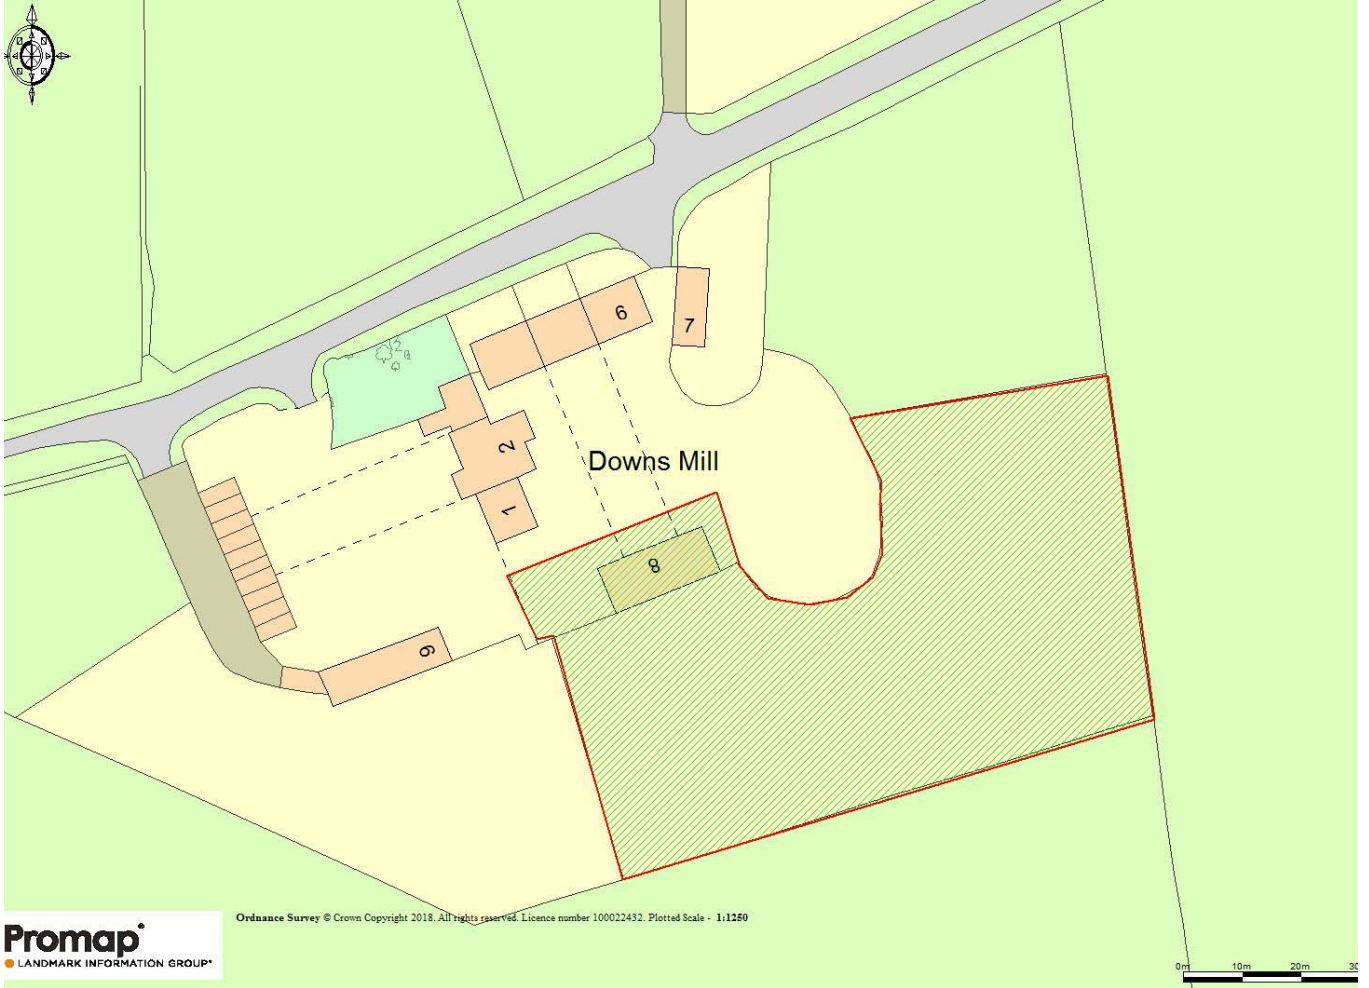 6
7
2
Downs Mill
1
8
9
Ordnance Survey © Crown Copyright 2018. All rights reserved. Licence number 100022432. Plotted Scale - 1:1250
Promap
LANDMARK INFORMATION GROUP
0m 10m 20m 30